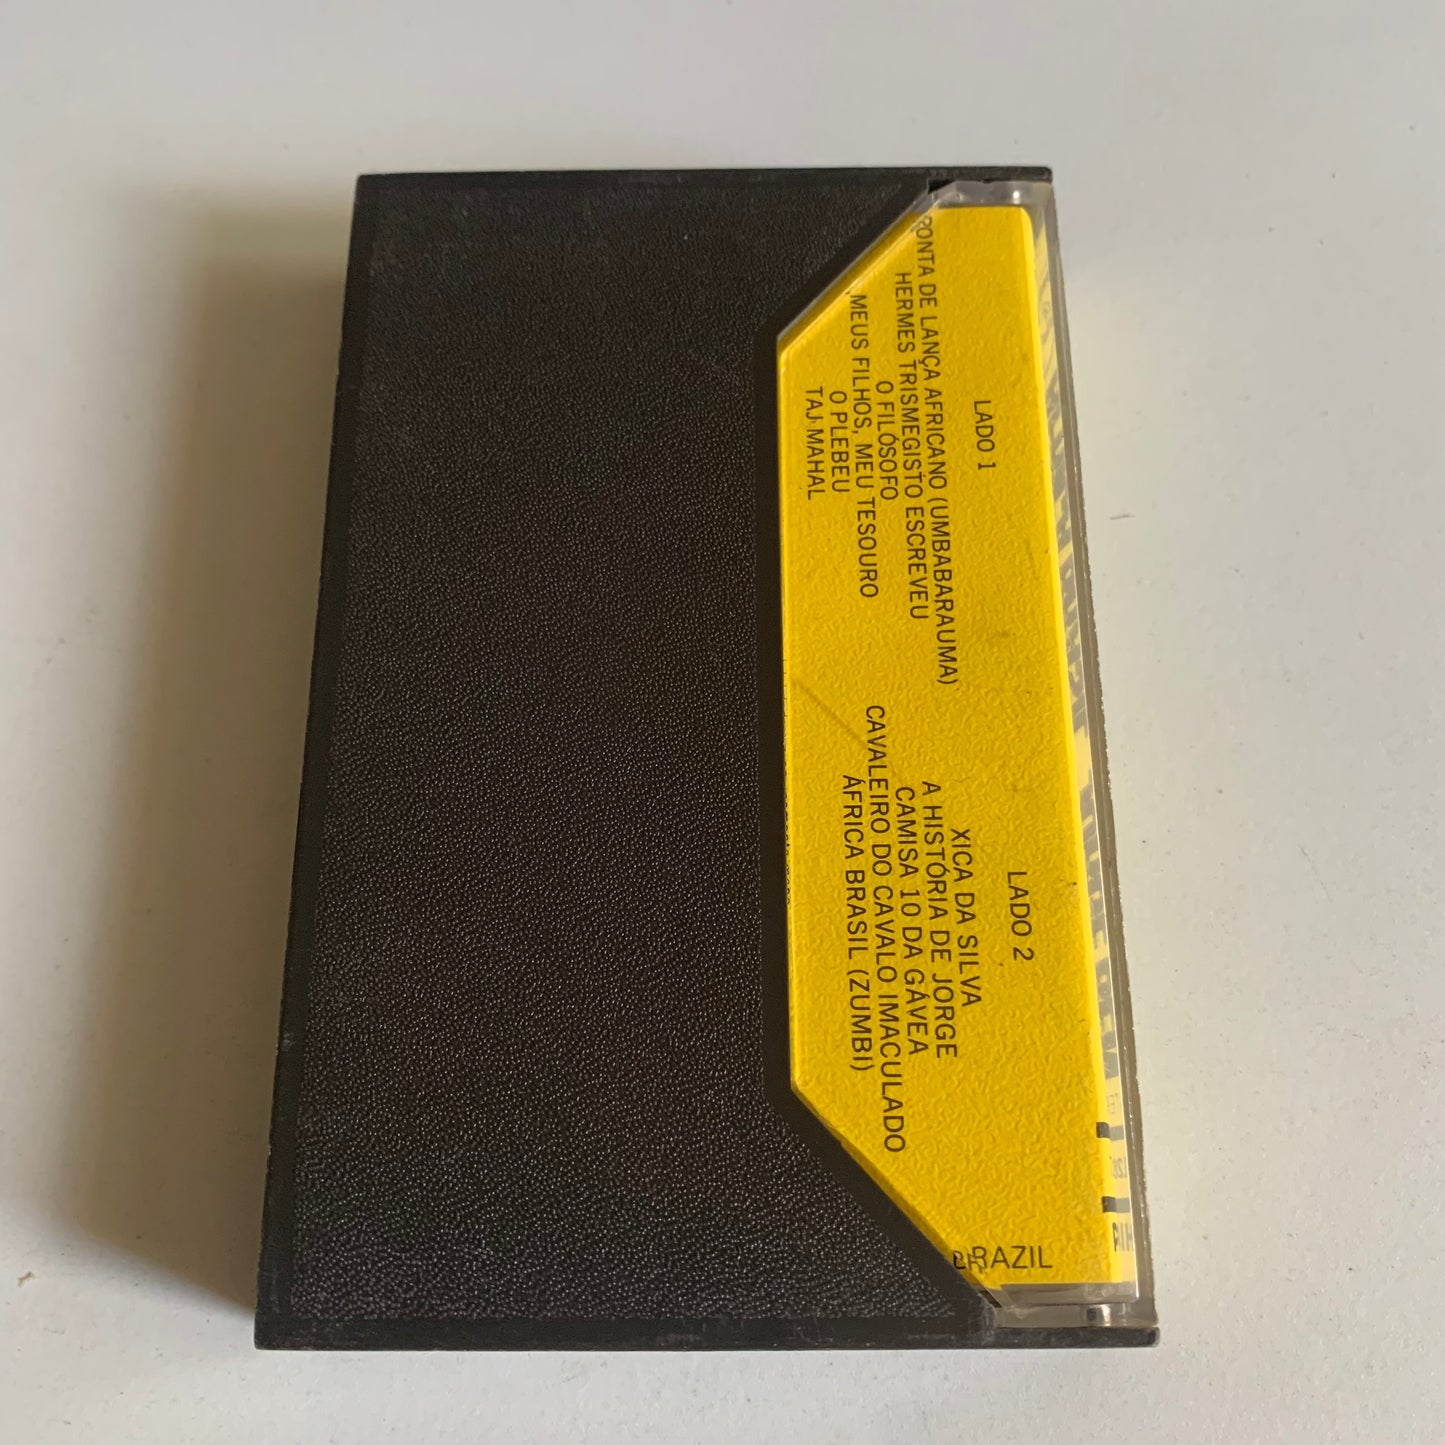 LADO 1
PONTA DE LANÇA AFRICANO (UMBABARAUMA)
HERMES TRISMEGISTO ESCREVEU
O FILÓSOFO
MEUS FILHOS, MEU TESOURO
O PLEBEU
TAJ MAHAL
LADO 2
XICA DA SILVA
A HISTÓRIA DE JORGE
CAMISA 10 DA GÁVEA
CAVALEIRO DO CAVALO IMACULADO
ÁFRICA BRASIL (ZUMBI)
BRAZIL